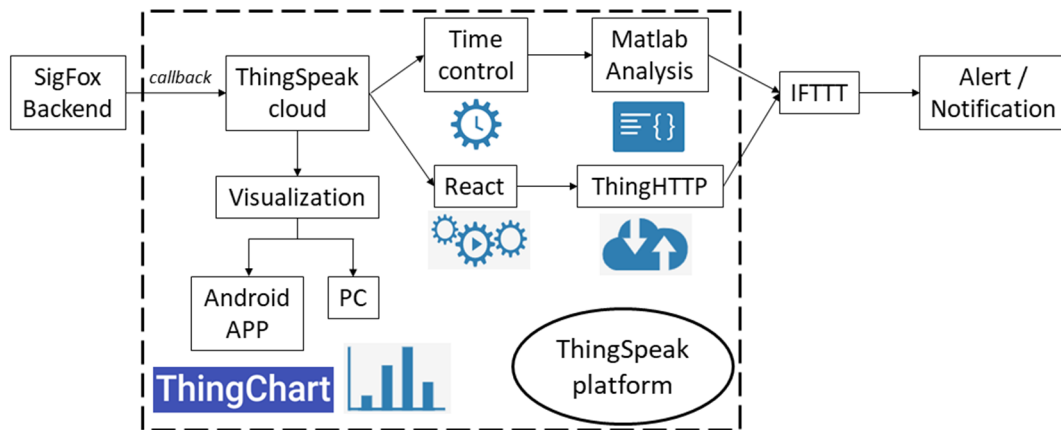 SigFox
Backend
callback
ThingSpeak
cloud
Time
control
Matlab
Analysis
IFTTT
Alert /
Notification
Visualization
React
ThingHTTP
Android
APP
PC
ThingChart
ThingSpeak
platform
{}